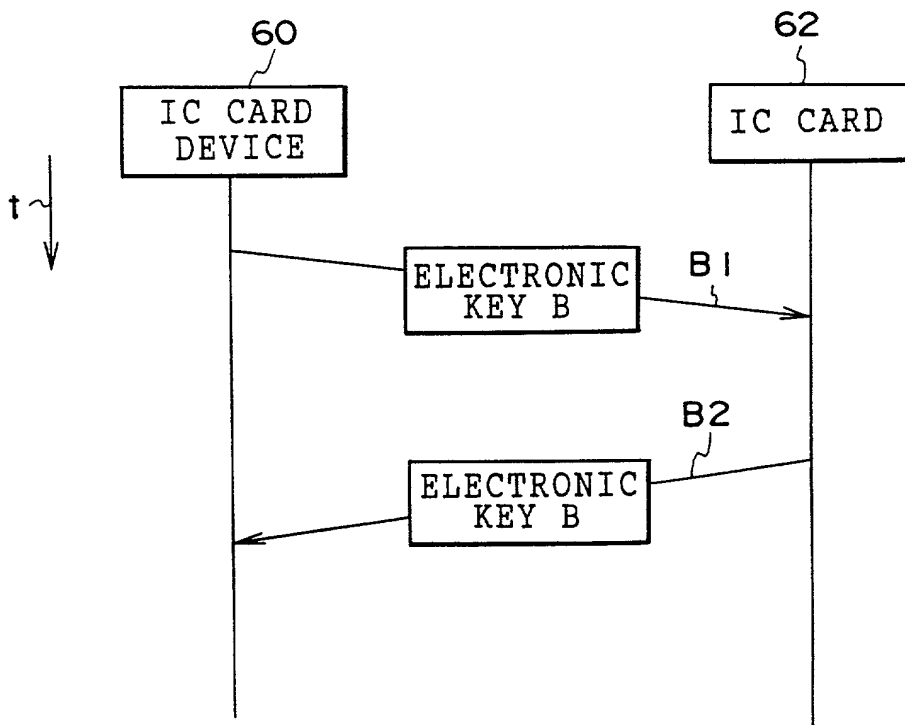 60
62
IC CARD
DEVICE
IC CARD
t
ELECTRONIC
KEY B
B1
B2
ELECTRONIC
KEY B